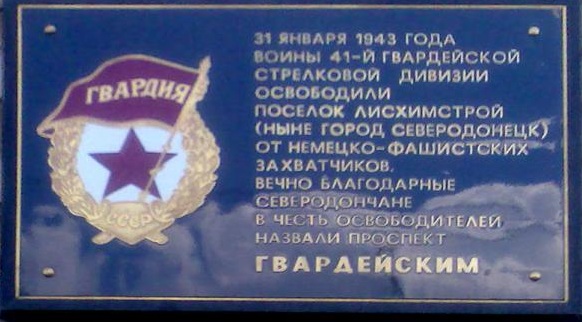 ГВАРДИЯ
СССР
31 ЯНВАРЯ 1943 ГОДА
ВОИНЫ 41-Й ГВАРДЕЙСКОЙ
СТРЕЛКОВОЙ ДИВИЗИИ
ОСВОБОДИЛИ
ПОСЕЛОК ЛИСХИМСТРОЙ
(НЫНЕ ГОРОД СЕВЕРОДОНЕЦК)
ОТ НЕМЕЦКО-ФАШИСТСКИХ
ЗАХВАТЧИКОВ.
ВЕЧНО БЛАГОДАРНЫЕ
СЕВЕРОДОНЧАНЕ
В ЧЕСТЬ ОСВОБОДИТЕЛЕЙ
НАЗВАЛИ ПРОСПЕКТ
ГВАРДЕЙСКИМ